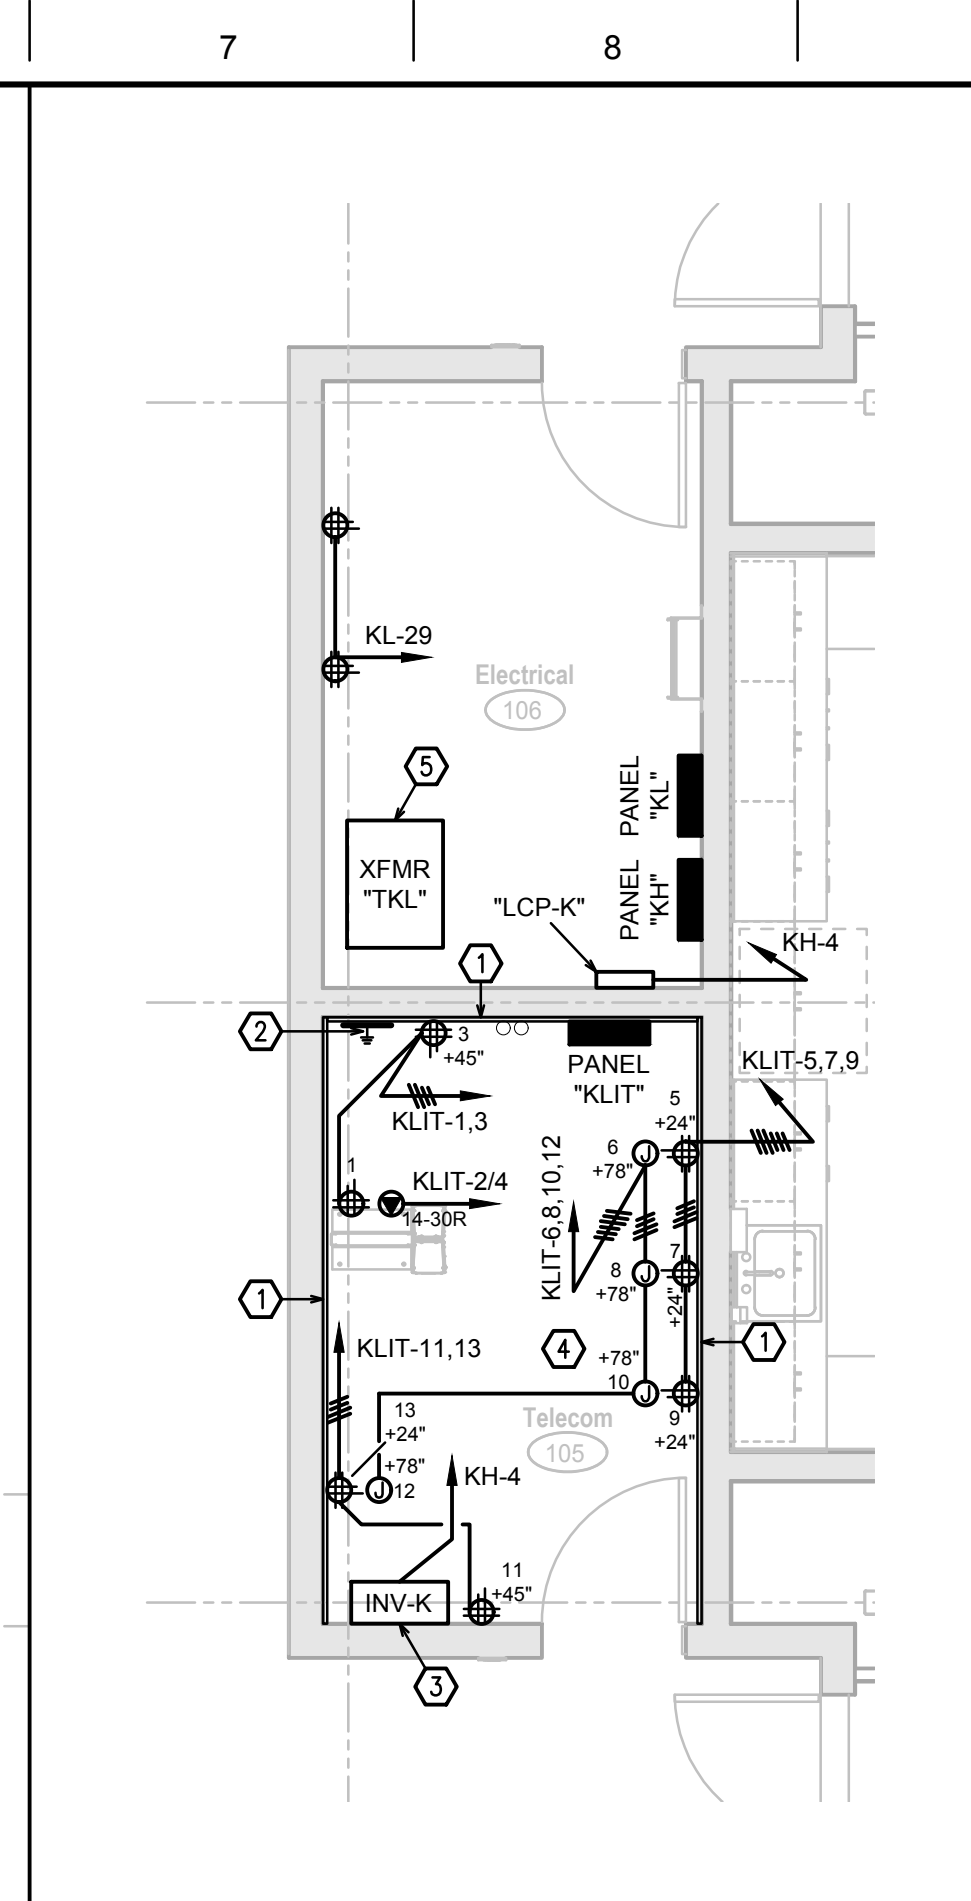 7
8
KL-29
Electrical
106
5
PANEL
"KL"
XFMR
"TKL"
PANEL
"KH"
"LCP-K"
KH-4
1
2
3
+45"
PANEL
"KLIT"
KLIT-5,7,9
KLIT-1,3
5
+24"
6
+78"
KLIT-6,8,10,12
1
KLIT-2/4
14-30R
7
+24"
8
+78"
1
KLIT-11,13
4
1
+78"
10
J
J
J
9
+24"
13
+24"
Telecom
105
+78"
J
12
KH-4
11
+45"
INV-K
3